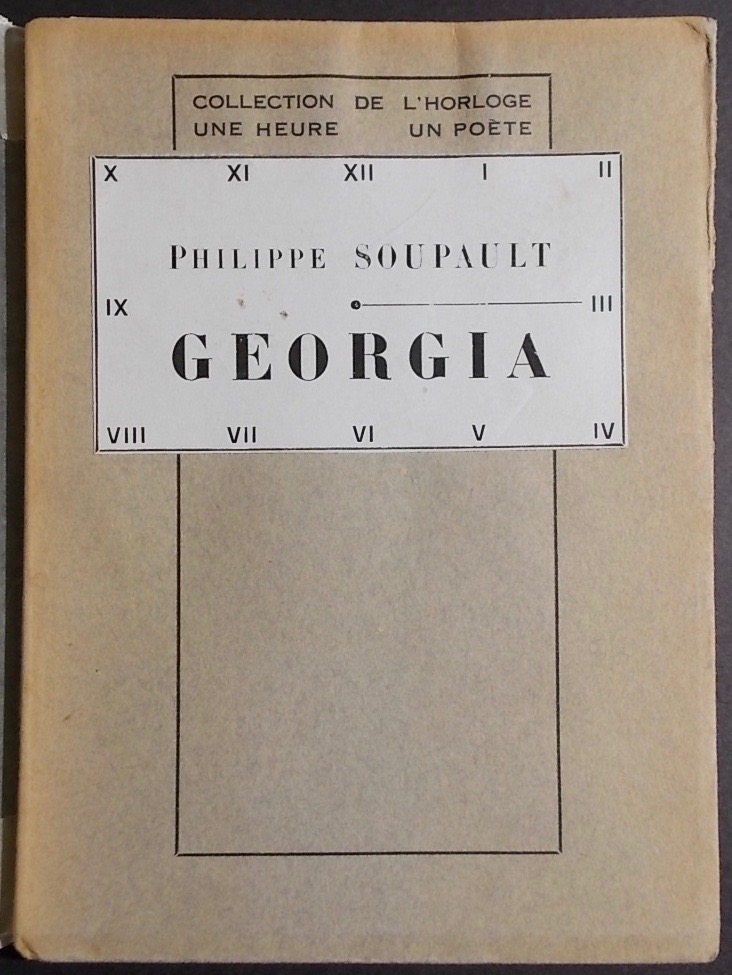 COLLECTION DE L'HORLOGE
UNE HEURE UN POÈTE
X XI XII I II
PHILIPPE SOUPAULT
IX III
GEORGIA
VIII VII VI V IV